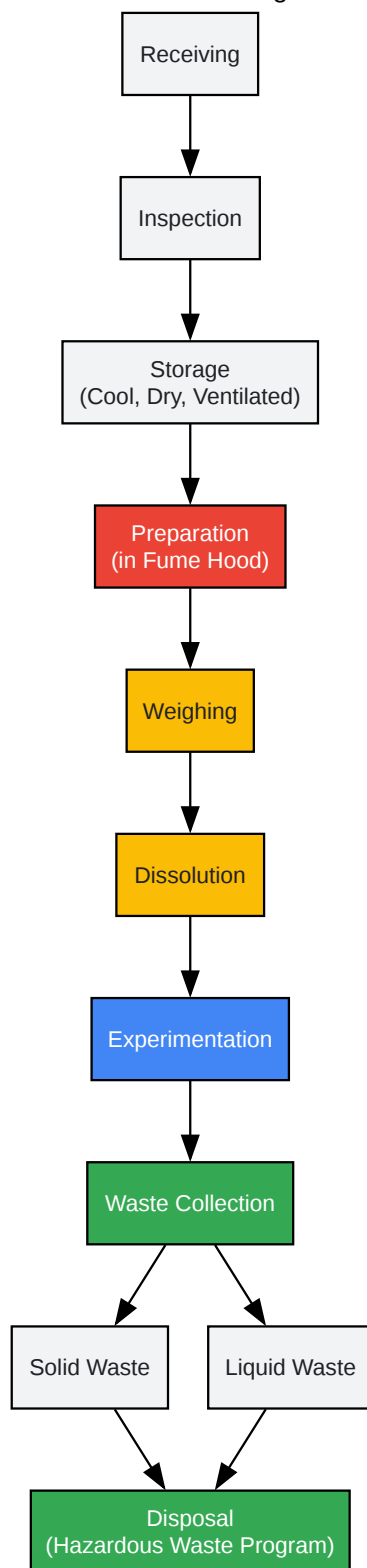 Receiving
Inspection
Storage
(Cool, Dry, Ventilated)
Preparation
(in Fume Hood)
Weighing
Dissolution
Experimentation
Waste Collection
Solid Waste
Liquid Waste
Disposal
(Hazardous Waste Program)